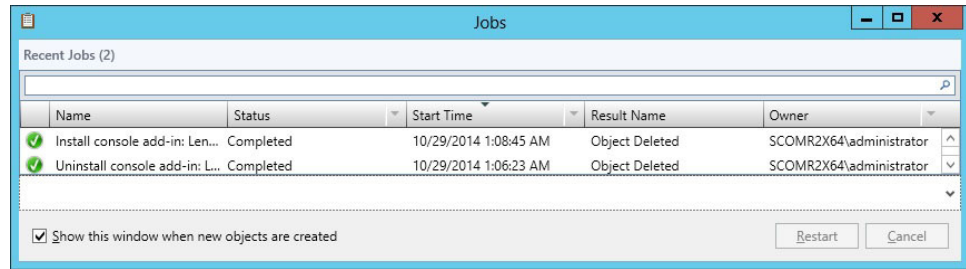 Jobs
Recent Jobs (2)
Name Status Start Time Result Name Owner
Install console add-in: Len... Completed 10/29/2014 1:08:45 AM Object Deleted SCOMR2X64\administrator
Uninstall console add-in: L... Completed 10/29/2014 1:06:23 AM Object Deleted SCOMR2X64\administrator
Show this window when new objects are created Restart Cancel